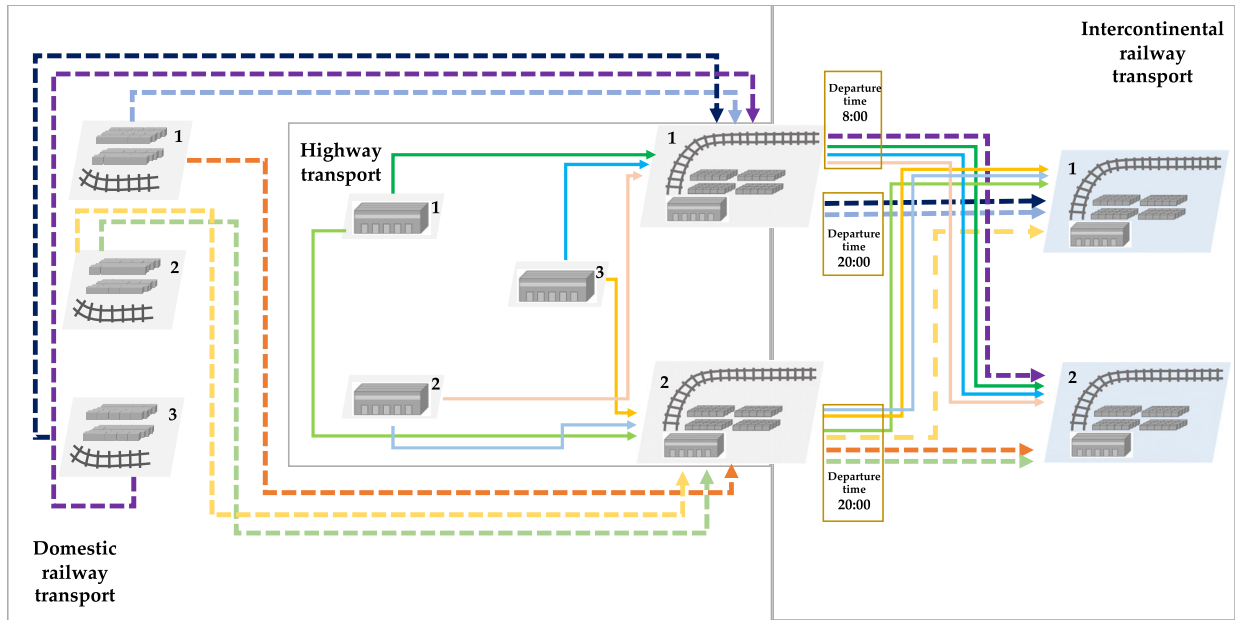 Intercontinental
railway
transport
Departure
time
8:00
1
1
1
Highway
transport
1
2
3
Departure
time
20:00
2
2
2
3
Departure
time
20:00
Domestic
railway
transport